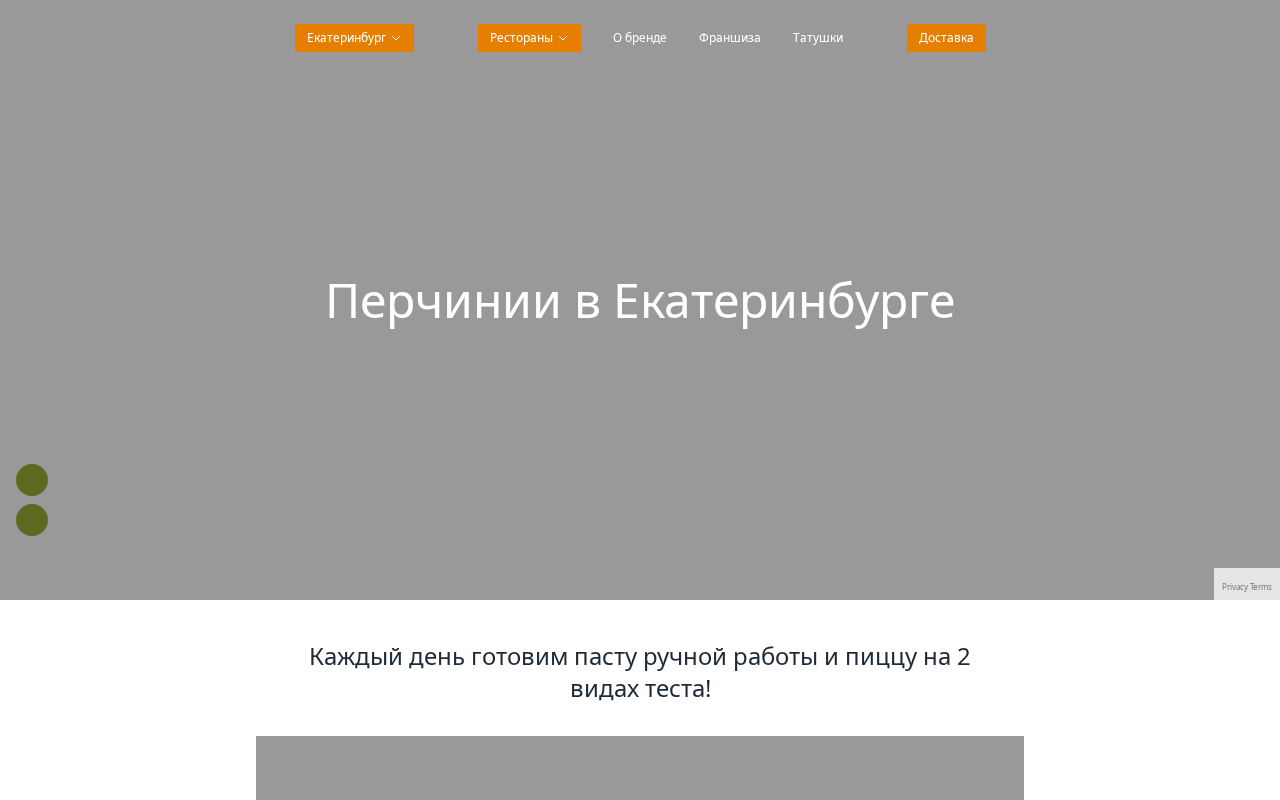 Екатеринбург
Рестораны
О бренде
Франшиза
Татушки
Доставка
Перчинии в Екатеринбурге
Privacy Terms
Каждый день готовим пасту ручной работы и пиццу на 2
видах теста!